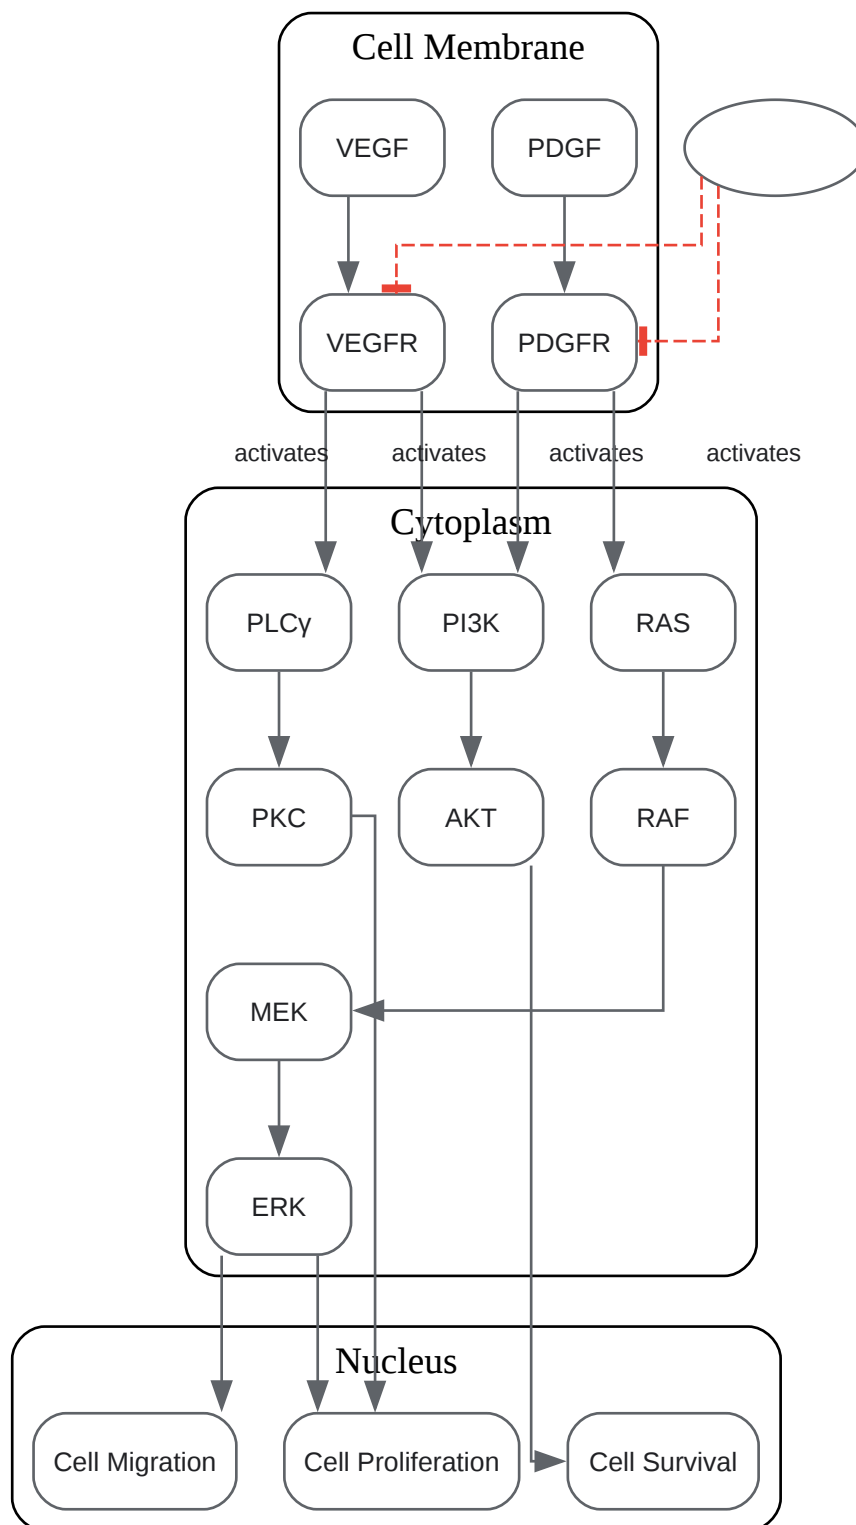 Cell Membrane
VEGF
PDGF
VEGFR
PDGFR
activates
activates
activates
activates
Cytoplasm
PLCγ
PI3K
RAS
PKC
AKT
RAF
MEK
ERK
Nucleus
Cell Migration
Cell Proliferation
Cell Survival